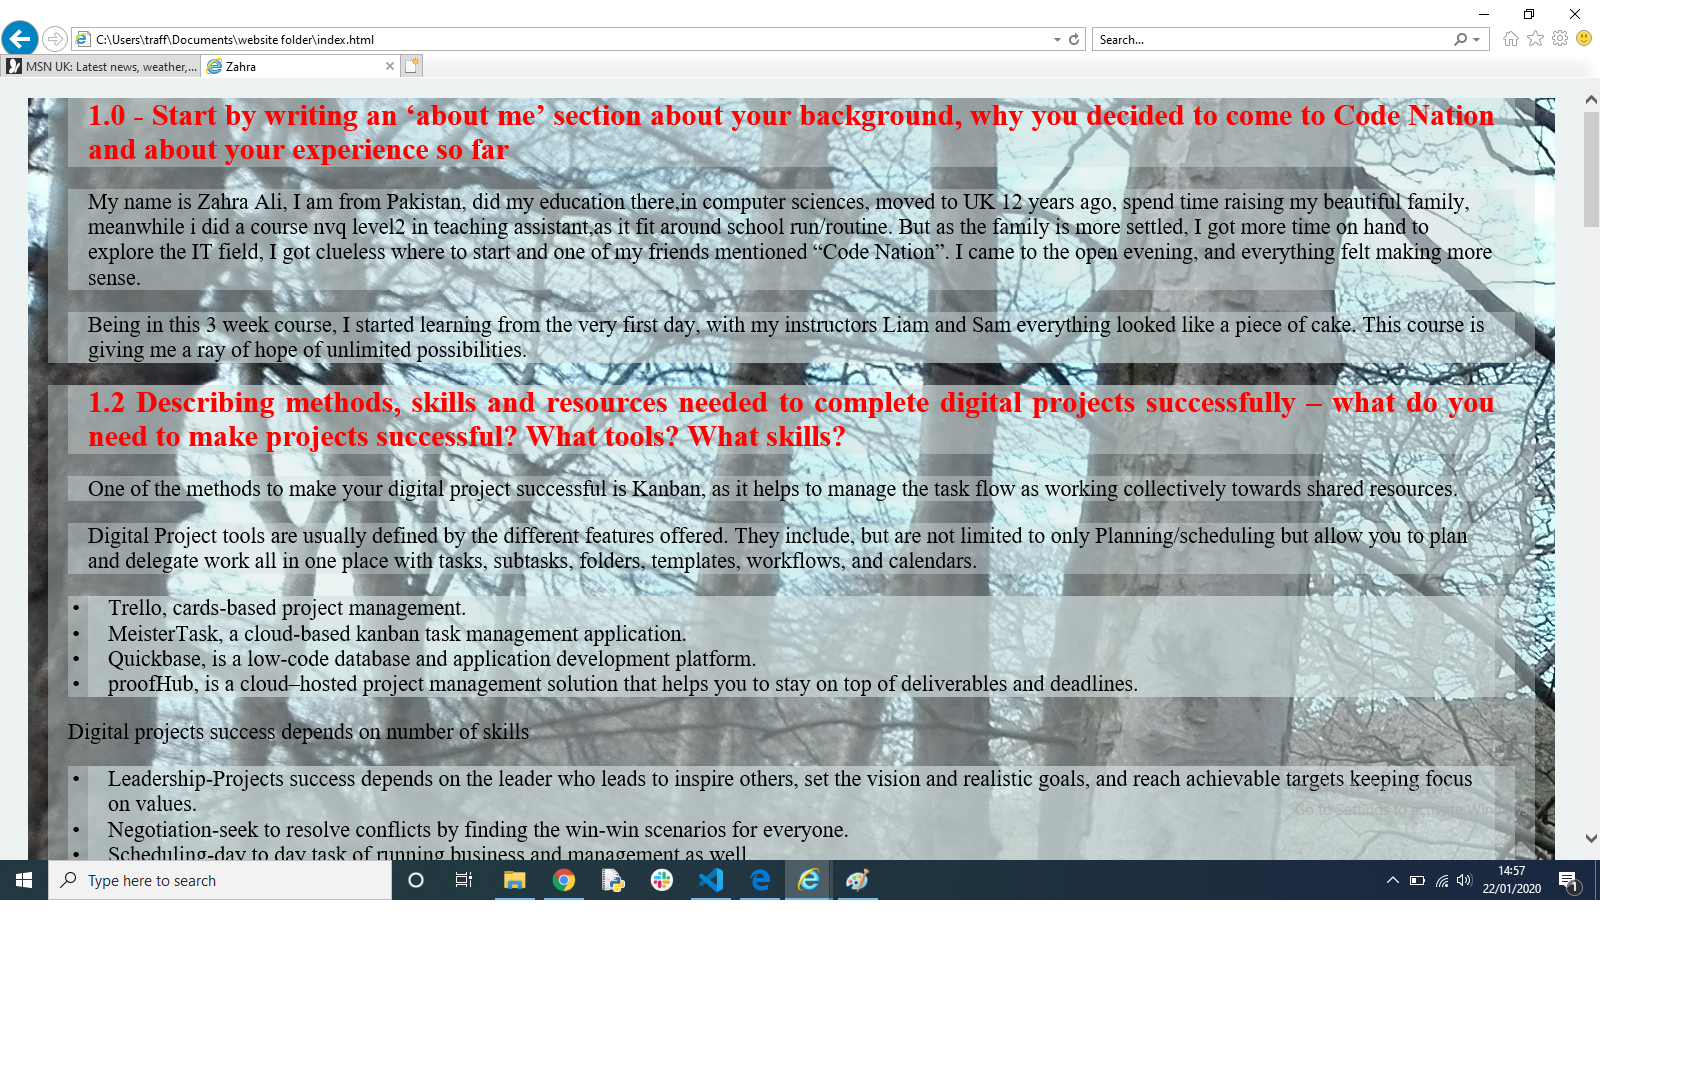 C:\Users\traff\Documents\website folder\index.html
Search...
MSN UK: Latest news, weather,...
Zahra
1.0 - Start by writing an ‘about me’ section about your background, why you decided to come to Code Nation
and about your experience so far
My name is Zahra Ali, I am from Pakistan, did my education there,in computer sciences, moved to UK 12 years ago, spend time raising my beautiful family,
meanwhile i did a course nvq level2 in teaching assistant,as it fit around school run/routine. But as the family is more settled, I got more time on hand to
explore the IT field, I got clueless where to start and one of my friends mentioned “Code Nation”. I came to the open evening, and everything felt making more
sense.
Being in this 3 week course, I started learning from the very first day, with my instructors Liam and Sam everything looked like a piece of cake. This course is
giving me a ray of hope of unlimited possibilities.
1.2 Describing methods, skills and resources needed to complete digital projects successfully – what do you
need to make projects successful? What tools? What skills?
One of the methods to make your digital project successful is Kanban, as it helps to manage the task flow as working collectively towards shared resources.
Digital Project tools are usually defined by the different features offered. They include, but are not limited to only Planning/scheduling but allow you to plan
and delegate work all in one place with tasks, subtasks, folders, templates, workflows, and calendars.
• Trello, cards-based project management.
• MeisterTask, a cloud-based kanban task management application.
• Quickbase, is a low-code database and application development platform.
• proofHub, is a cloud–hosted project management solution that helps you to stay on top of deliverables and deadlines.
Digital projects success depends on number of skills
• Leadership-Projects success depends on the leader who leads to inspire others, set the vision and realistic goals, and reach achievable targets keeping focus
on values.
Go to Settings to activate
• Negotiation-seek to resolve conflicts by finding the win-win scenarios for everyone.
• Scheduling-day to day task of running business and management as well.
Type here to search
14:57
22/01/2020
1